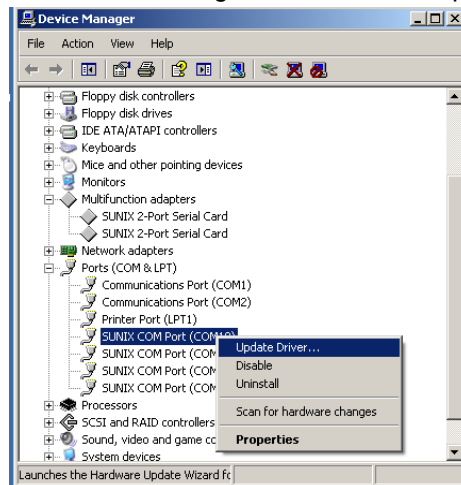 Device Manager
File Action View Help
Floppy disk controllers
Floppy disk drives
IDE ATA/ATAPI controllers
Keyboards
Mice and other pointing devices
Monitors
Multifunction adapters
SUNIX 2-Port Serial Card
SUNIX 2-Port Serial Card
Network adapters
Ports (COM & LPT)
Communications Port (COM1)
Communications Port (COM2)
Printer Port (LPT1)
SUNIX COM Port
SUNIX COM Port
SUNIX COM Port
SUNIX COM Port
Update Driver...
Disable
Uninstall
Scan for hardware changes
Properties
Processors
SCSI and RAID controllers
Sound, video and game
System devices
Launches the Hardware Update Wizard